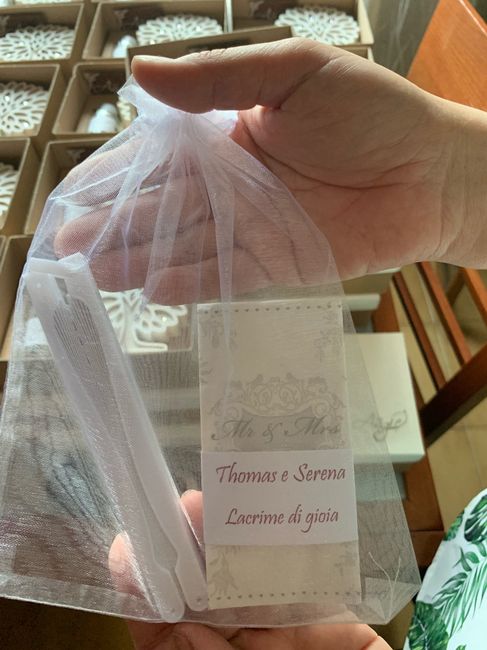 Mr & Mrs
Thomas e Serena
Lacrime di gioia